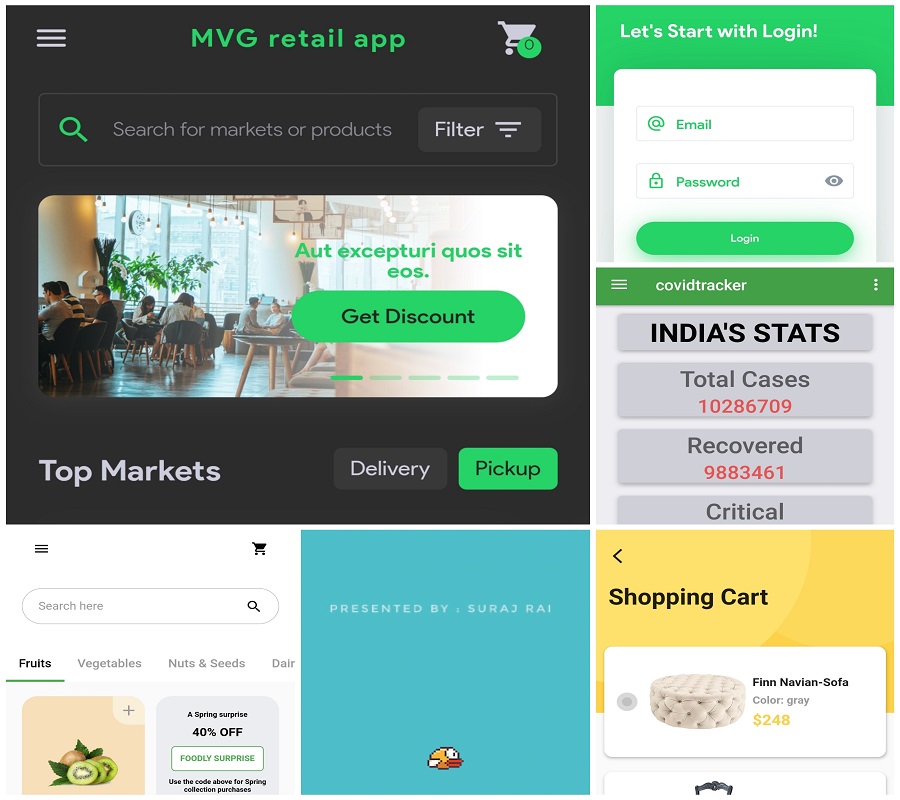 MVG retail app
0
Search for markets or products
Filter
Aut excepturi quos sit
eos.
Get Discount
Top Markets
Delivery
Pickup
Let's Start with Login!
Email
Password
Login
covidtracker
INDIA'S STATS
Total Cases
10286709
Recovered
9883461
Critical
Search here
Fruits
Vegetables
Nuts & Seeds
Dair
A Spring surprise
40% OFF
FOODLY SURPRISE
Use the code above for Spring
collection purchases
PRESENTED BY : SURAJ RAI
Shopping Cart
Finn Navian-Sofa
Color: gray
$248